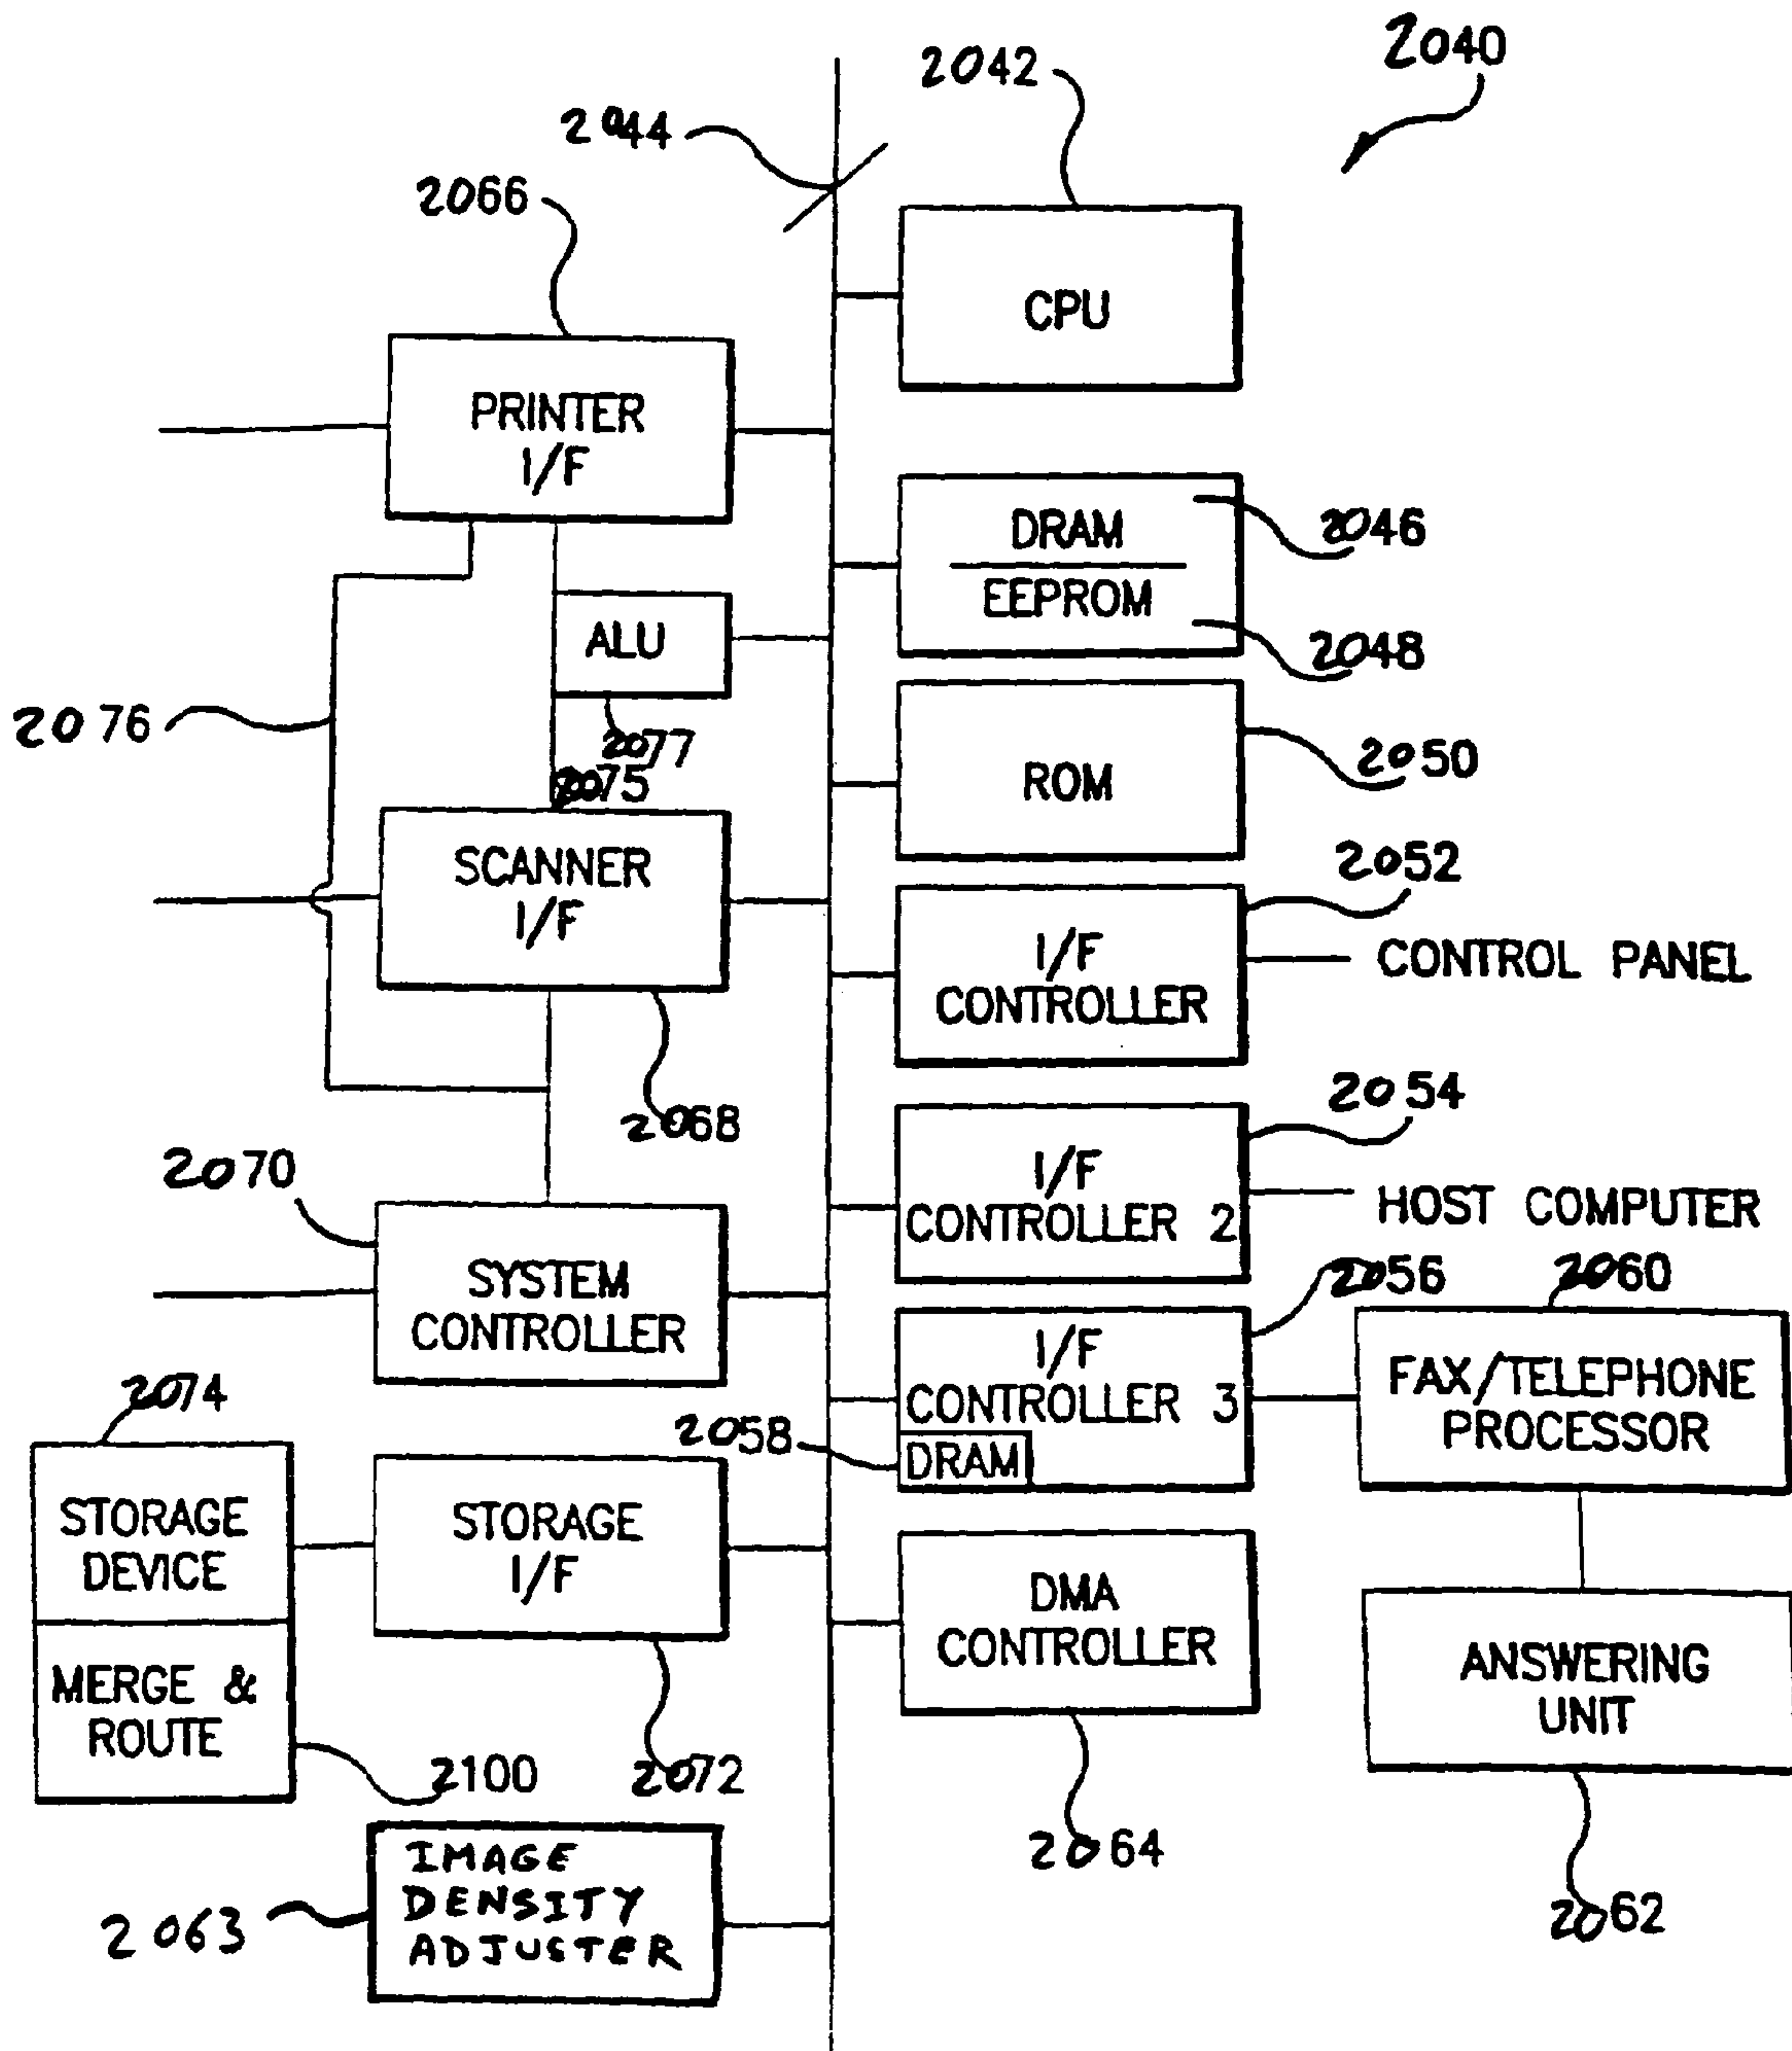 2040
2042
2044
2066
CPU
PRINTER
I/F
DRAM
2046
EEPROM
2048
ALU
2076
2077
2075
ROM
2050
2052
SCANNER
I/F
I/F
CONTROLLER
CONTROL PANEL
2068
2054
2070
I/F
CONTROLLER 2
HOST COMPUTER
SYSTEM
CONTROLLER
2056
2060
I/F
CONTROLLER 3
FAX/TELEPHONE
PROCESSOR
2074
2058
DRAM
STORAGE
DEVICE
STORAGE
I/F
DMA
CONTROLLER
MERGE &
ROUTE
ANSWERING
UNIT
2100
2072
2064
2062
IMAGE
DENSITY
ADJUSTER
2063